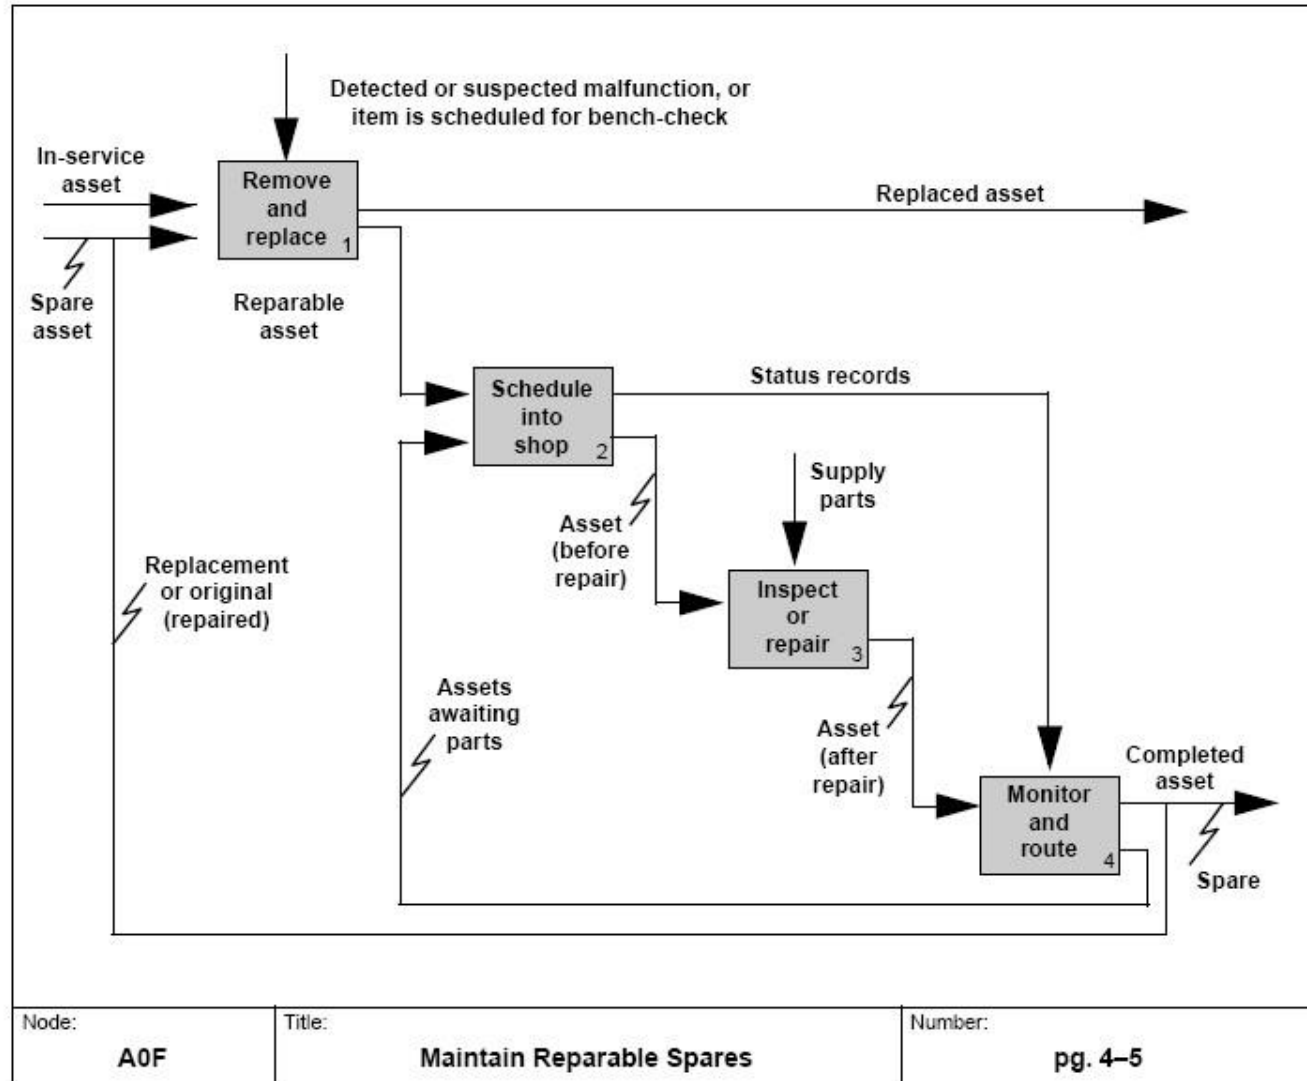 Detected or suspected malfunction, or
item is scheduled for bench-check
In-service
asset
Remove
and
replace 1
Replaced asset
Spare
asset
Reparable
asset
Schedule
into
shop 2
Status records
Supply
parts
Asset
(before
repair)
Replacement
or original
(repaired)
Inspect
or
repair 3
Assets
awaiting
parts
Asset
(after
repair)
Completed
asset
Monitor
and
route 4
Spare
Node:
A0F
Title:
Maintain Reparable Spares
Number:
pg. 4–5